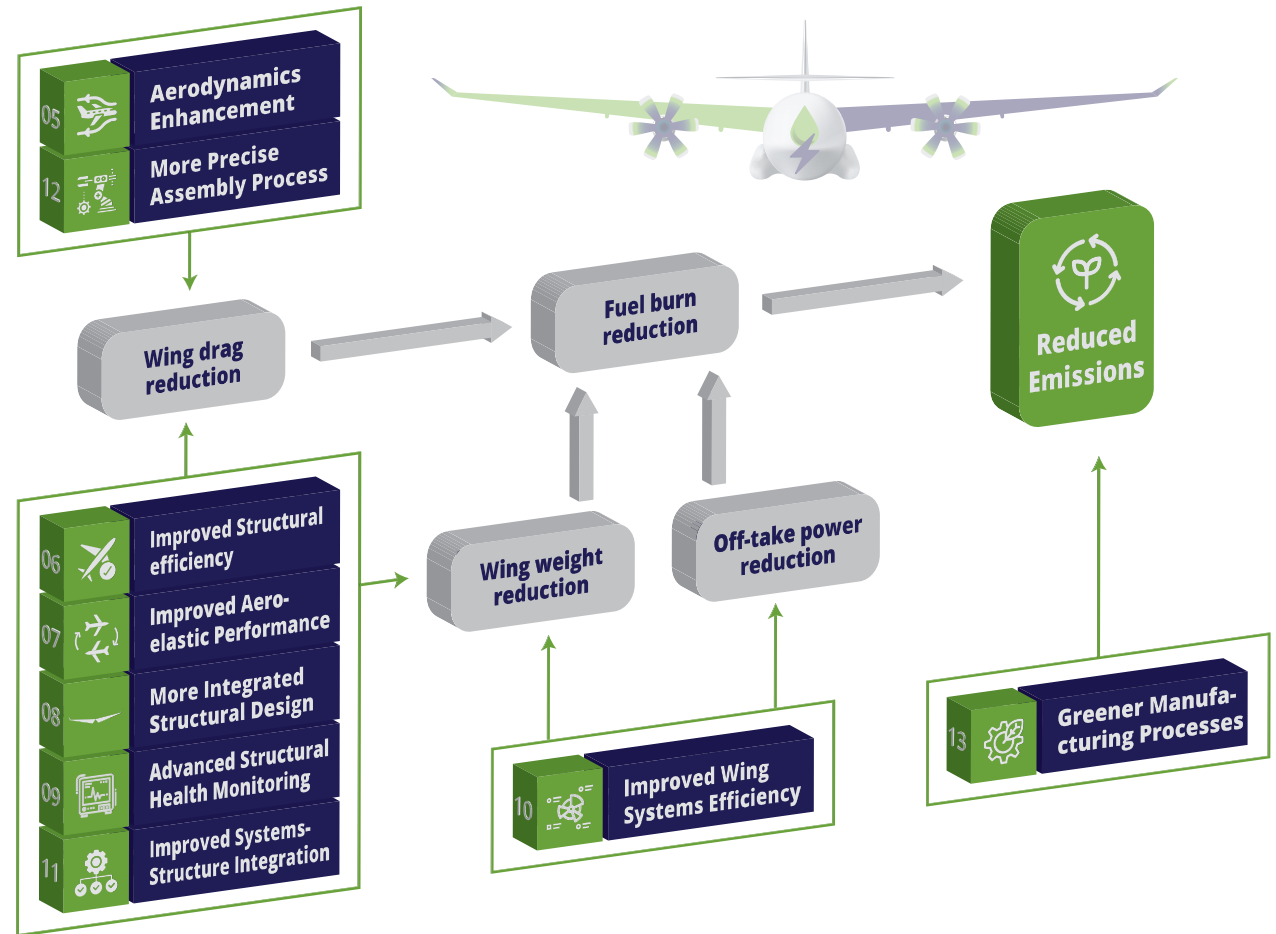 05
Aerodynamics
Enhancement
12
More Precise
Assembly Process
Wing drag
reduction
Fuel burn
reduction
Reduced
Emissions
06
Improved Structural
efficiency
07
Improved Aero-
elastic Performance
08
More Integrated
Structural Design
09
Advanced Structural
Health Monitoring
11
Improved Systems-
Structure Integration
Wing weight
reduction
Off-take power
reduction
10
Improved Wing
Systems Efficiency
13
Greener Manufa-
cturing Processes